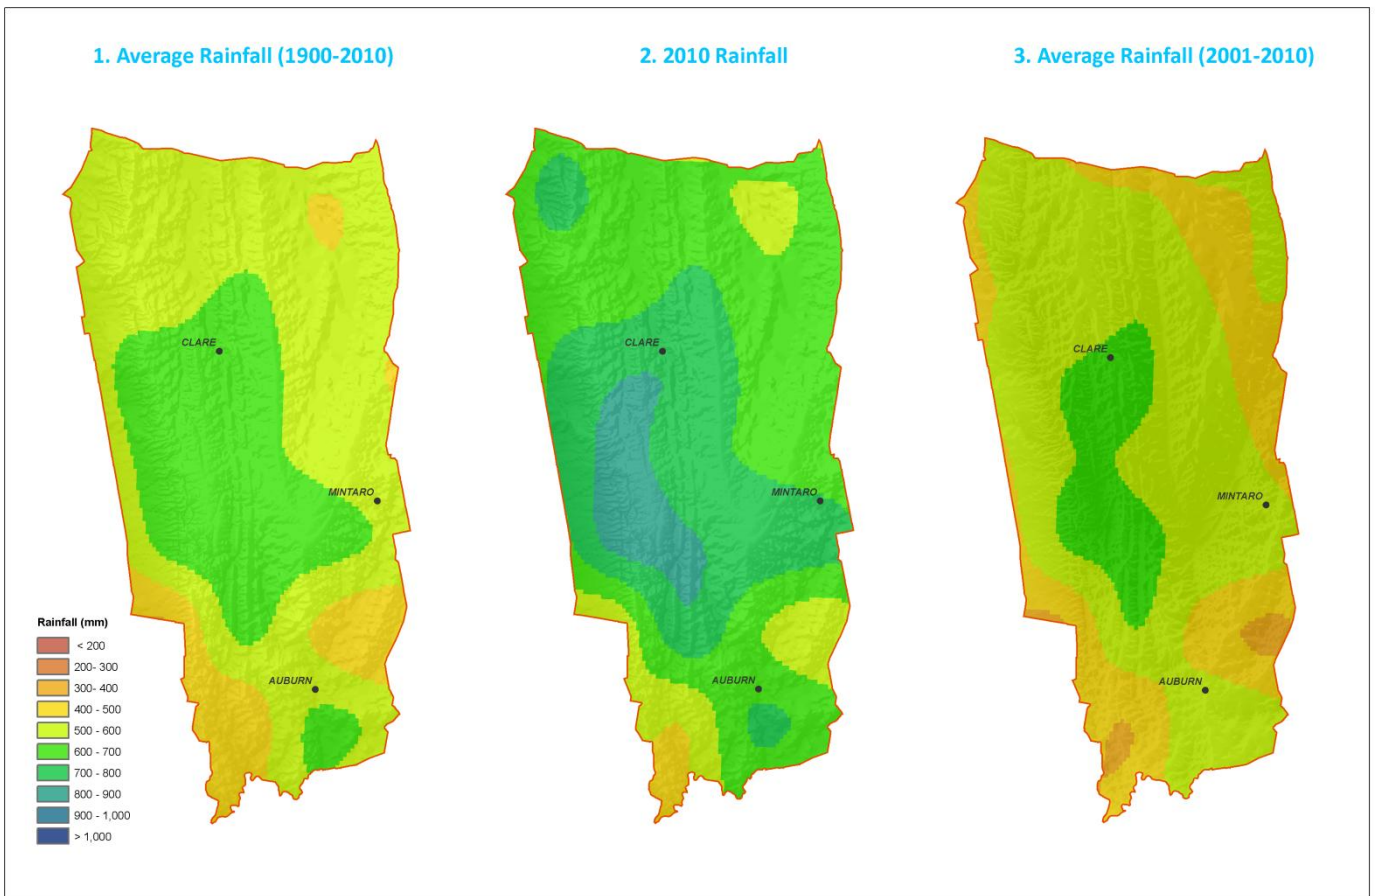 1. Average Rainfall (1900-2010)
2. 2010 Rainfall
3. Average Rainfall (2001-2010)
CLARE
MINTARO
AUBURN
CLARE
MINTARO
AUBURN
CLARE
MINTARO
AUBURN
Rainfall (mm)
< 200
200- 300
300- 400
400 - 500
500 - 600
600 - 700
700 - 800
800 - 900
900 - 1,000
> 1,000